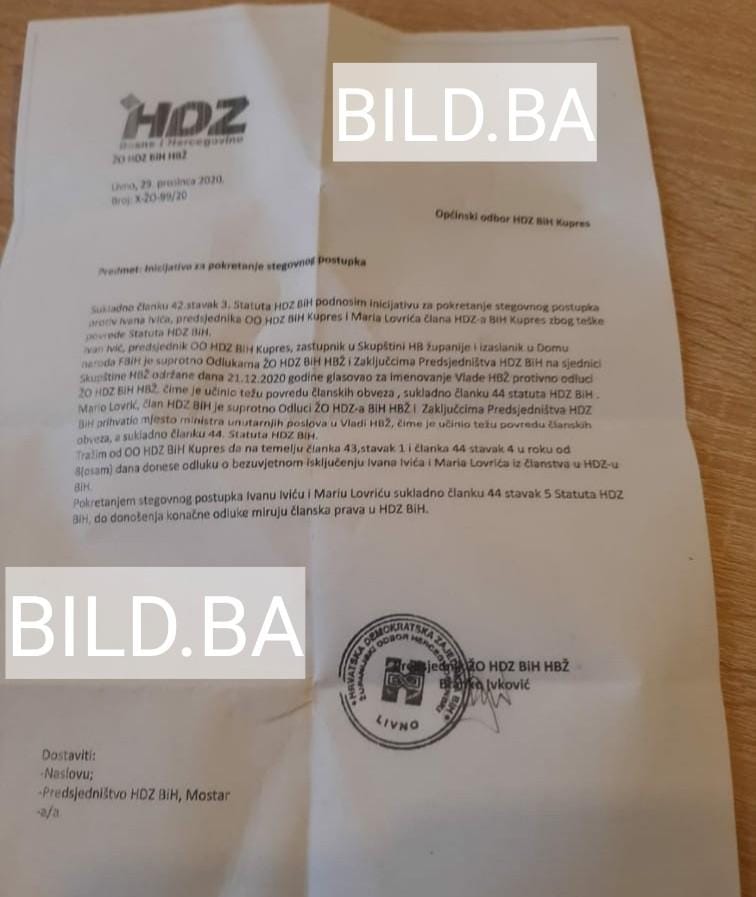 BILD.BA
HDZ
Bosne i Hercegovine
ŽO HDZ BiH HBŽ
Livno, 29. prosinca 2020.
Broj: X-ŽO-99/20
Općinski odbor HDZ BiH Kupres
Predmet: Inicijativa za pokretanje stegovnog postupka
Sukladno članku 42.stavak 3. Statuta HDZ BiH podnosim inicijativu za pokretanje stegovnog postupka
protiv Ivana Ivića, predsjednika OO HDZ BiH Kupres i Maria Lovrića člana HDZ-a BiH Kupres zbog teške
povrede Statuta HDZ BiH.
Ivan Ivić, predsjednik OO HDZ BiH Kupres, zastupnik u Skupštini HB županije i izaslanik u Domu
naroda FBiH je suprotno Odlukama ŽO HDZ BiH HBŽ i Zaključcima Predsjedništva HDZ BiH na sjednici
Skupštine HBŽ održane dana 21.12.2020 godine glasovao za imenovanje Vlade HBŽ protivno odluci
ŽO HDZ BiH HBŽ. čime je učinio težu povredu članskih obveza , sukladno članku 44 statuta HDZ BiH .
Mario Lovrić, član HDZ BiH je suprotno Odluci ŽO HDZ-a BiH HBŽ i Zaključcima Predsjedništva HDZ
BiH prihvatio mjesto ministra unutarnjih poslova u Vladi HBŽ, čime je učinio težu povredu članskih
obveza, a sukladno članku 44. Statuta HDZ BiH.
Tražim od OO HDZ BiH Kupres da na temelju članka 43,stavak 1 i članka 44 stavak 4 u roku od
8(osam) dana donese odluku o bezuvjetnom isključenju Ivana Ivića i Maria Lovrića iz članstva u HDZ-u
BiH.
Pokretanjem stegovnog postupka Ivanu Iviću i Mariu Lovriću sukladno članku 44 stavak 5 Statuta HDZ
BiH, do donošenja konačne odluke miruju članska prava u HDZ BiH.
BILD.BA
HRVATSKA DEMOKRATSKA ZAJEDNICA BIH
ŽUPANIJSKI ODBOR
LIVNO
Predsjednik ŽO HDZ BiH HBŽ
Ivković
Dostaviti:
-Naslovu;
-Predsjedništvo HDZ BiH, Mostar
-a/a